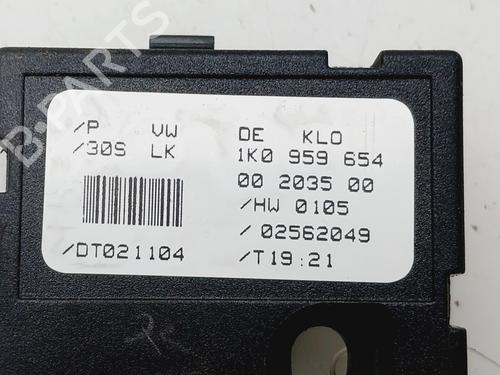 /P VW DE KLO
/30S LK 1K0 959 654
00 2035 00
/HW 0105
/02562049
/DT021104 /T19:21
B-PARTS